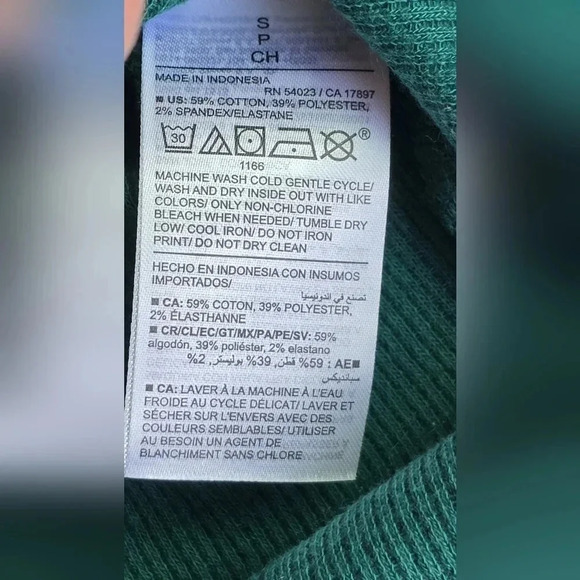 S
P
CH
MADE IN INDONESIA
RN 54023 / CA 17897
■ US: 59% COTTON, 39% POLYESTER,
2% SPANDEX/ELASTANE
30
®
1166
MACHINE WASH COLD GENTLE CYCLE/
WASH AND DRY INSIDE OUT WITH LIKE
COLORS/ ONLY NON-CHLORINE
BLEACH WHEN NEEDED/ TUMBLE DRY
LOW/ COOL IRON/ DO NOT IRON
PRINT/ DO NOT DRY CLEAN
HECHO EN INDONESIA CON INSUMOS
IMPORTADOS/
تصنع في اندونيسيا
■ CA: 59% COTON, 39% POLYESTER,
2% ÉLASTHANNE
■ CR/CL/EC/GT/MX/PA/PE/SV: 59%
algodón, 39% poliéster, 2% elastano
■AE : 59% قطن, 39% بوليستر, 2%
سبانديكس
■ CA: LAVER À LA MACHINE À L'EAU
FROIDE AU CYCLE DÉLICAT/ LAVER ET
SÉCHER SUR L'ENVERS AVEC DES
COULEURS SEMBLABLES/ UTILISER
AU BESOIN UN AGENT DE
BLANCHIMENT SANS CHLORE